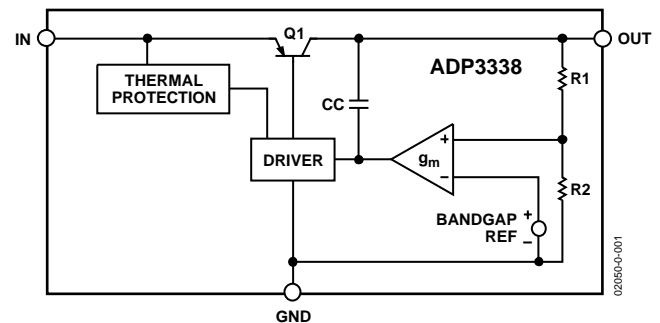 IN
Q1
OUT
THERMAL
PROTECTION
ADP3338
R1
CC
DRIVER
+
gm
–
R2
BANDGAP
REF
+
–
GND
02050-0-001